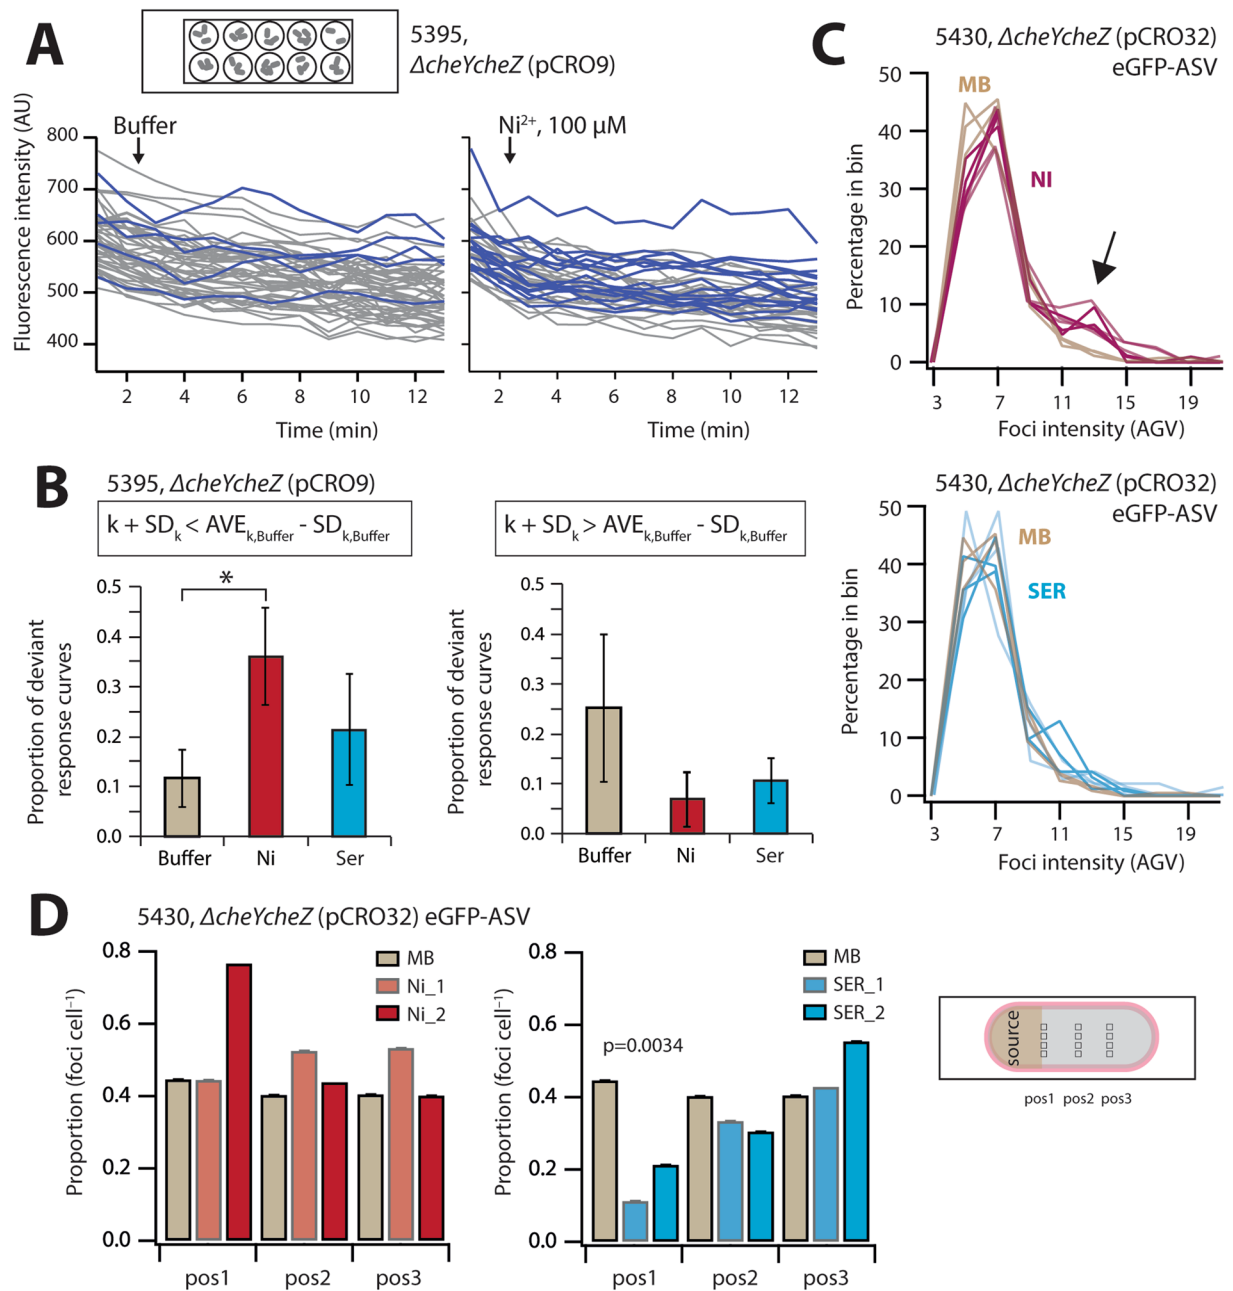 A
5395,
ΔcheYcheZ (pCRO9)
Fluorescence intensity (AU)
800
700
600
500
400
Buffer
2 4 6 8 10 12
Time (min)
Ni²⁺, 100 µM
2 4 6 8 10 12
Time (min)
B
5395, ΔcheYcheZ (pCRO9)
k + SDk < AVEk,Buffer - SDk,Buffer
Proportion of deviant
response curves
0.5
0.4
0.3
0.2
0.1
0.0
*
Buffer Ni Ser
k + SDk > AVEk,Buffer - SDk,Buffer
Proportion of deviant
response curves
0.5
0.4
0.3
0.2
0.1
0.0
Buffer Ni Ser
C
5430, ΔcheYcheZ (pCRO32)
eGFP-ASV
Percentage in bin
50
40
30
20
10
0
MB
NI
3 7 11 15 19
Foci intensity (AGV)
5430, ΔcheYcheZ (pCRO32)
eGFP-ASV
Percentage in bin
50
40
30
20
10
0
MB
SER
3 7 11 15 19
Foci intensity (AGV)
D
5430, ΔcheYcheZ (pCRO32) eGFP-ASV
Proportion (foci cell⁻¹)
0.8
0.6
0.4
0.2
0.0
MB
Ni_1
Ni_2
pos1 pos2 pos3
Proportion (foci cell⁻¹)
0.8
0.6
0.4
0.2
0.0
MB
SER_1
SER_2
p=0.0034
pos1 pos2 pos3
source
pos1 pos2 pos3